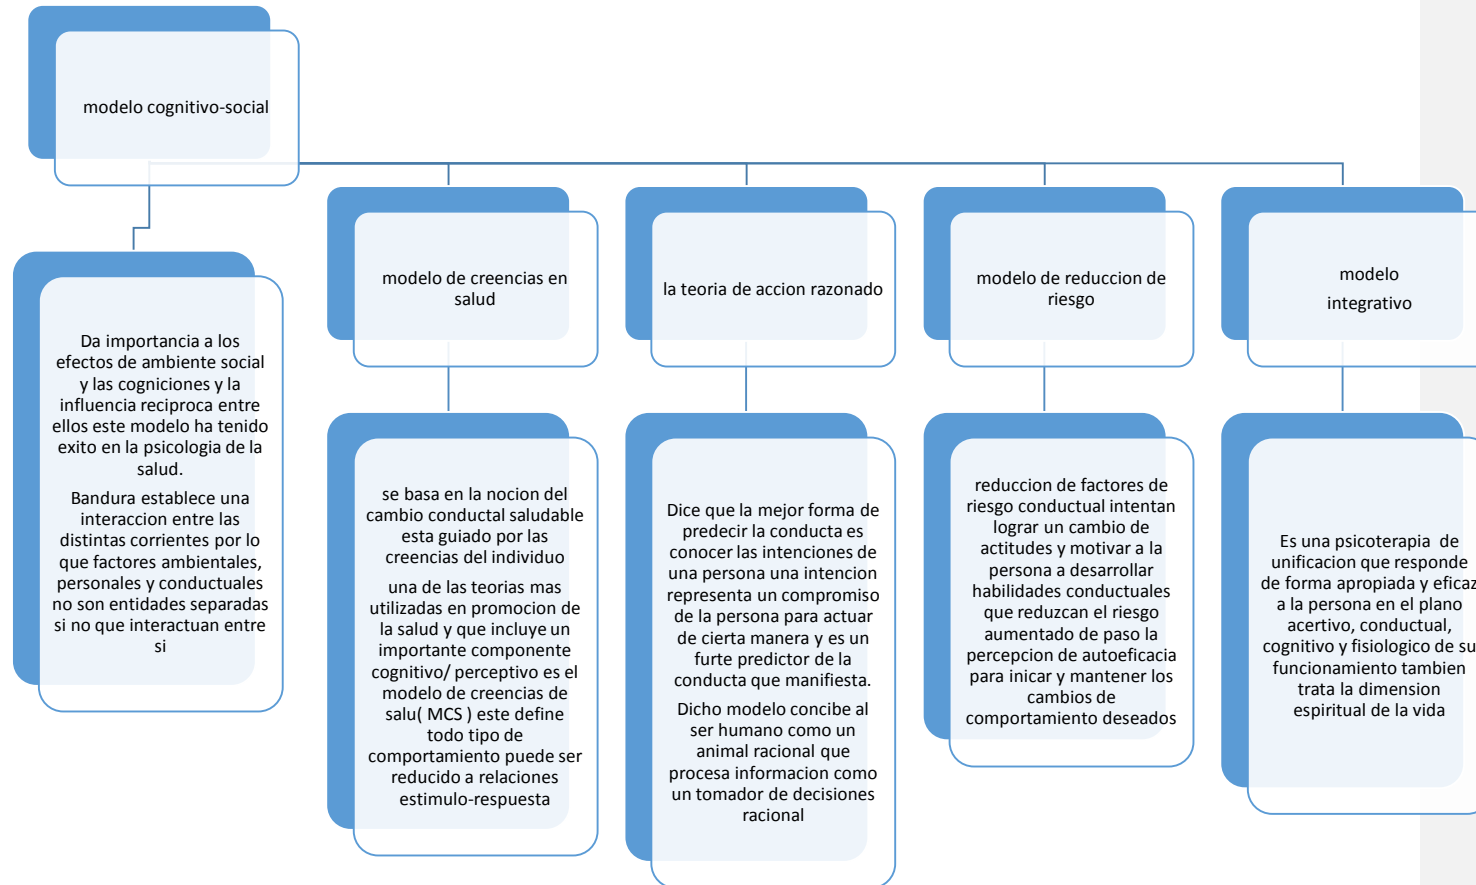 modelo cognitivo-social
Da importancia a los
efectos de ambiente social
y las cogniciones y la
influencia reciproca entre
ellos este modelo ha tenido
exito en la psicologia de la
salud.
Bandura establece una
interaccion entre las
distintas corrientes por lo
que factores ambientales,
personales y conductuales
no son entidades separadas
si no que interactuan entre
si
modelo de creencias en
salud
se basa en la nocion del
cambio conductal saludable
esta guiado por las
creencias del individuo
una de las teorias mas
utilizadas en promocion de
la salud y que incluye un
importante componente
cognitivo/ perceptivo es el
modelo de creencias de
salu( MCS ) este define
todo tipo de
comportamiento puede ser
reducido a relaciones
estimulo-respuesta
la teoria de accion razonado
Dice que la mejor forma de
predecir la conducta es
conocer las intenciones de
una persona una intencion
representa un compromiso
de la persona para actuar
de cierta manera y es un
furte predictor de la
conducta que manifiesta.
Dicho modelo concibe al
ser humano como un
animal racional que
procesa informacion como
un tomador de decisiones
racional
modelo de reduccion de
riesgo
reduccion de factores de
riesgo conductual intentan
lograr un cambio de
actitudes y motivar a la
persona a desarrollar
habilidades conductuales
que reduzcan el riesgo
aumentado de paso la
percepcion de autoeficacia
para inicar y mantener los
cambios de
comportamiento deseados
modelo
integrativo
Es una psicoterapia de
unificacion que responde
de forma apropiada y eficaz
a la persona en el plano
acertivo, conductual,
cognitivo y fisiologico de su
funcionamiento tambien
trata la dimension
espiritual de la vida